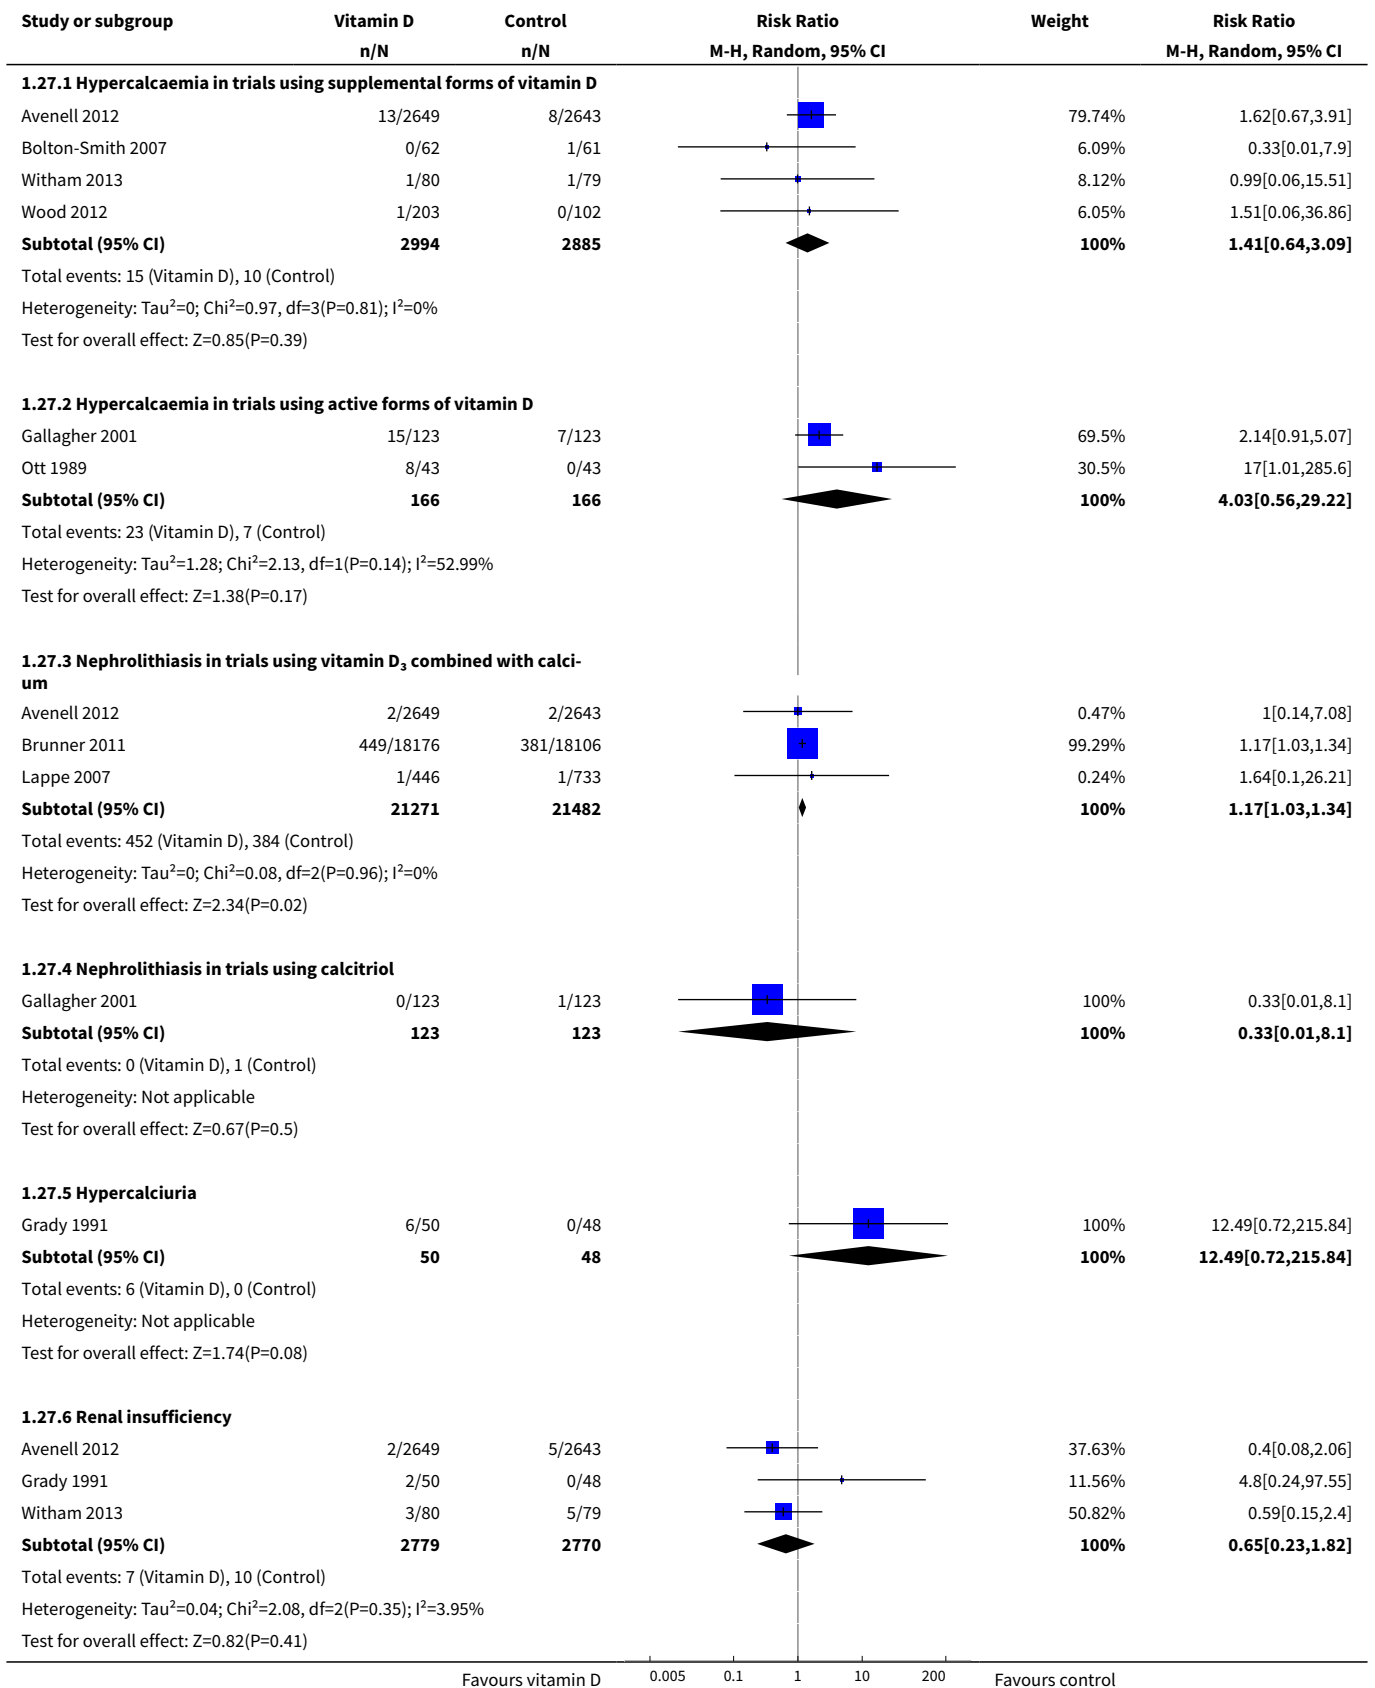 Study or subgroup Vitamin D Control Risk Ratio Weight Risk Ratio
n/N n/N M-H, Random, 95% CI M-H, Random, 95% CI
1.27.1 Hypercalcaemia in trials using supplemental forms of vitamin D
Avenell 2012 13/2649 8/2643 79.74% 1.62[0.67,3.91]
Bolton-Smith 2007 0/62 1/61 6.09% 0.33[0.01,7.9]
Witham 2013 1/80 1/79 8.12% 0.99[0.06,15.51]
Wood 2012 1/203 0/102 6.05% 1.51[0.06,36.86]
Subtotal (95% CI) 2994 2885 100% 1.41[0.64,3.09]
Total events: 15 (Vitamin D), 10 (Control)
Heterogeneity: Tau²=0; Chi²=0.97, df=3(P=0.81); I²=0%
Test for overall effect: Z=0.85(P=0.39)
1.27.2 Hypercalcaemia in trials using active forms of vitamin D
Gallagher 2001 15/123 7/123 69.5% 2.14[0.91,5.07]
Ott 1989 8/43 0/43 30.5% 17[1.01,285.6]
Subtotal (95% CI) 166 166 100% 4.03[0.56,29.22]
Total events: 23 (Vitamin D), 7 (Control)
Heterogeneity: Tau²=1.28; Chi²=2.13, df=1(P=0.14); I²=52.99%
Test for overall effect: Z=1.38(P=0.17)
1.27.3 Nephrolithiasis in trials using vitamin D₃ combined with calci-
um
Avenell 2012 2/2649 2/2643 0.47% 1[0.14,7.08]
Brunner 2011 449/18176 381/18106 99.29% 1.17[1.03,1.34]
Lappe 2007 1/446 1/733 0.24% 1.64[0.1,26.21]
Subtotal (95% CI) 21271 21482 100% 1.17[1.03,1.34]
Total events: 452 (Vitamin D), 384 (Control)
Heterogeneity: Tau²=0; Chi²=0.08, df=2(P=0.96); I²=0%
Test for overall effect: Z=2.34(P=0.02)
1.27.4 Nephrolithiasis in trials using calcitriol
Gallagher 2001 0/123 1/123 100% 0.33[0.01,8.1]
Subtotal (95% CI) 123 123 100% 0.33[0.01,8.1]
Total events: 0 (Vitamin D), 1 (Control)
Heterogeneity: Not applicable
Test for overall effect: Z=0.67(P=0.5)
1.27.5 Hypercalciuria
Grady 1991 6/50 0/48 100% 12.49[0.72,215.84]
Subtotal (95% CI) 50 48 100% 12.49[0.72,215.84]
Total events: 6 (Vitamin D), 0 (Control)
Heterogeneity: Not applicable
Test for overall effect: Z=1.74(P=0.08)
1.27.6 Renal insufficiency
Avenell 2012 2/2649 5/2643 37.63% 0.4[0.08,2.06]
Grady 1991 2/50 0/48 11.56% 4.8[0.24,97.55]
Witham 2013 3/80 5/79 50.82% 0.59[0.15,2.4]
Subtotal (95% CI) 2779 2770 100% 0.65[0.23,1.82]
Total events: 7 (Vitamin D), 10 (Control)
Heterogeneity: Tau²=0.04; Chi²=2.08, df=2(P=0.35); I²=3.95%
Test for overall effect: Z=0.82(P=0.41)
Favours vitamin D 0.005 0.1 1 10 200 Favours control